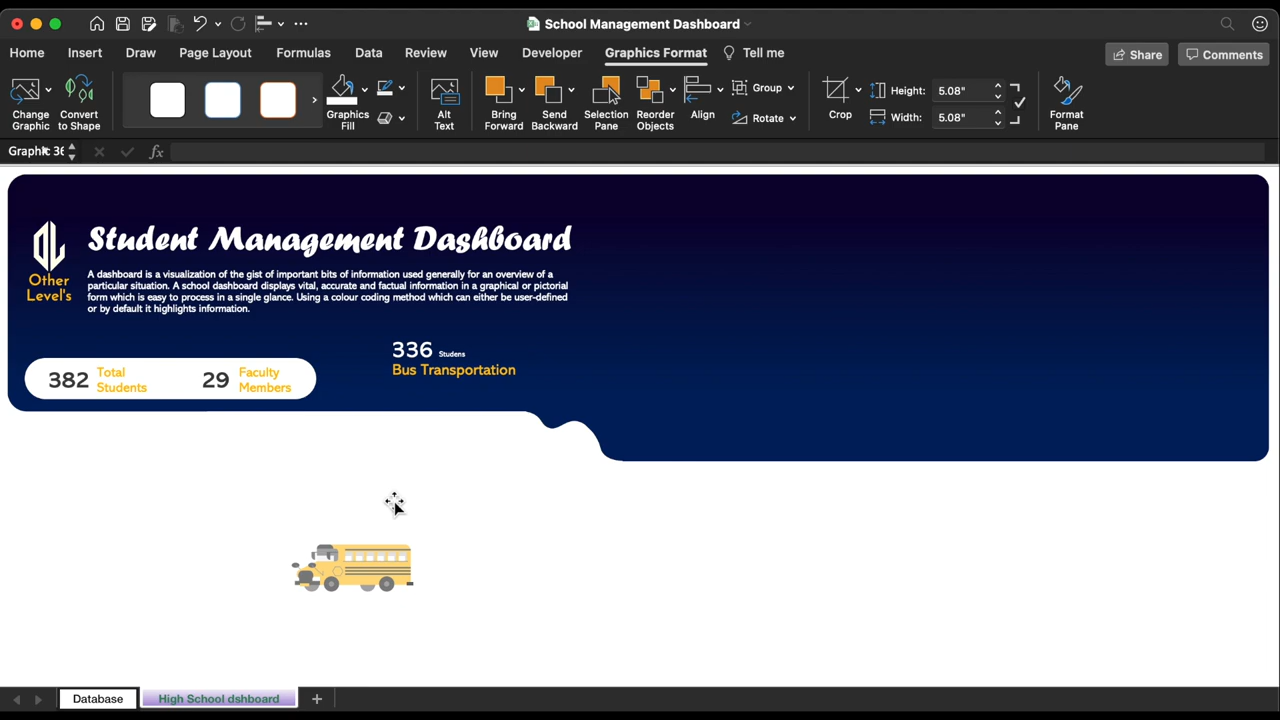 School Management Dashboard
Home Insert Draw Page Layout Formulas Data Review View Developer Graphics Format Tell me Share Comments
Change Graphic
Convert to Shape
Graphics Fill
Alt Text
Bring Forward
Send Backward
Selection Pane
Reorder Objects
Align
Group
Rotate
Crop
Height: 5.08"
Width: 5.08"
Format Pane
Graphic 36
fx
OL
Other
Level's
Student Management Dashboard
A dashboard is a visualization of the gist of important bits of information used generally for an overview of a
particular situation. A school dashboard displays vital, accurate and factual information in a graphical or pictorial
form which is easy to process in a single glance. Using a colour coding method which can either be user-defined
or by default it highlights information.
336 Studens
Bus Transportation
382 Total Students
29 Faculty Members
Database High School dshboard